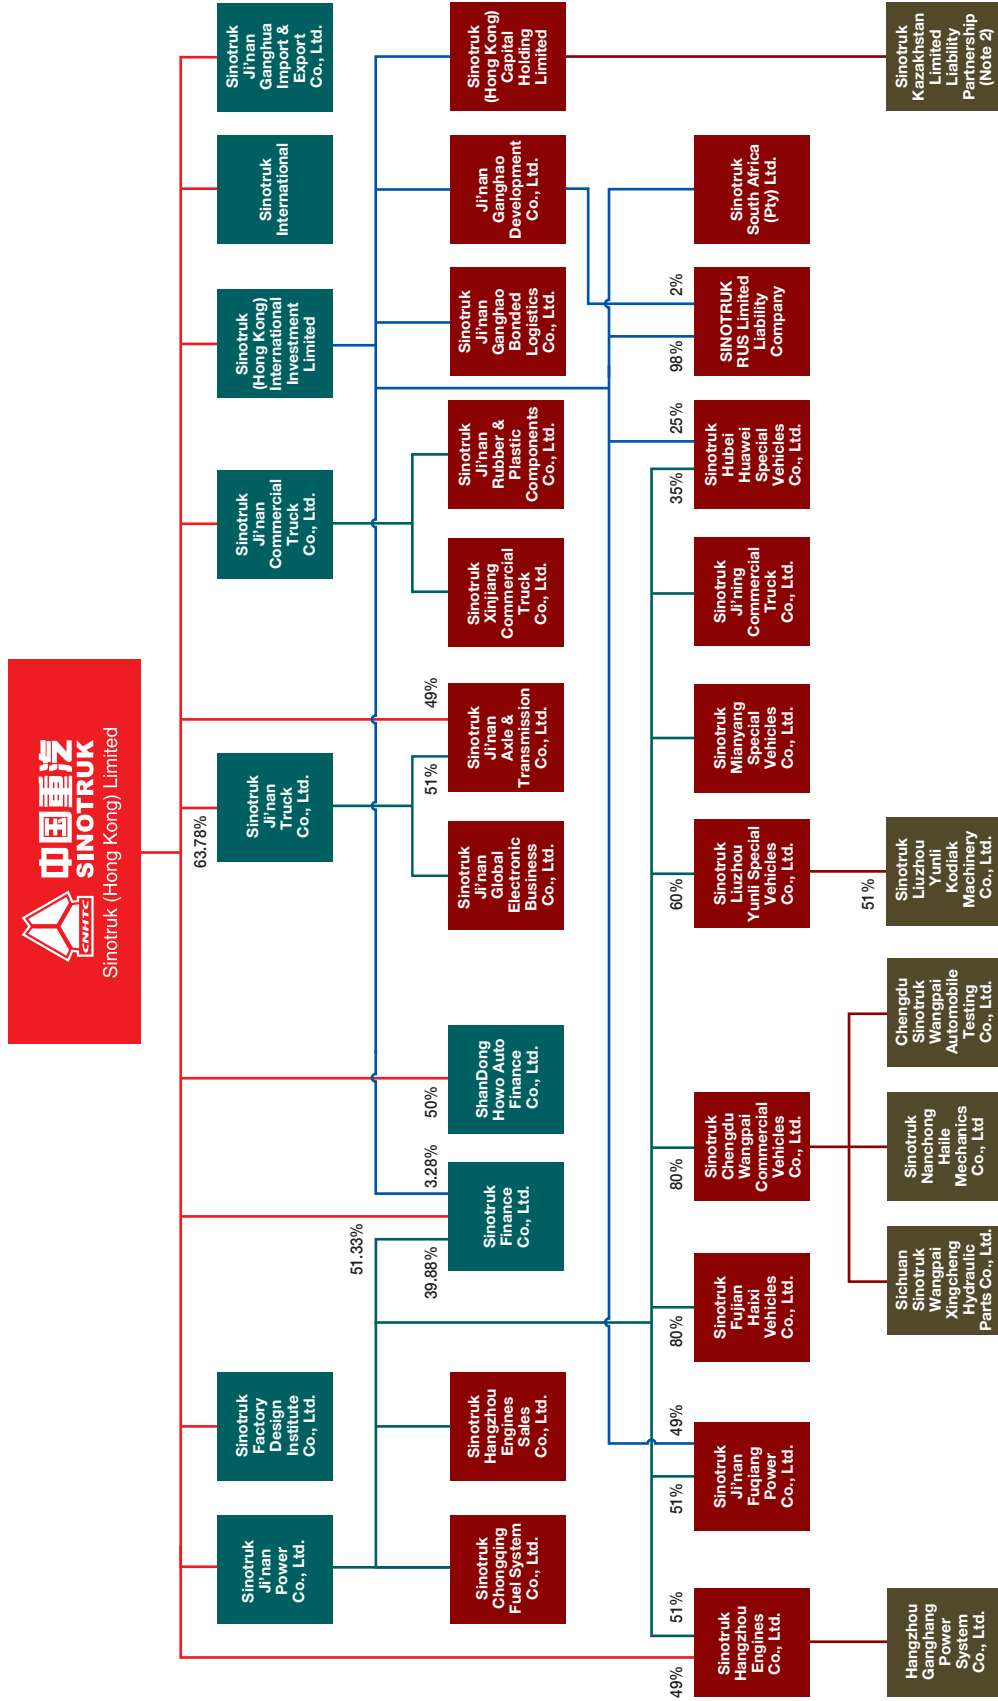 中国重汽
SINOTRUK
CNHTC
Sinotruk (Hong Kong) Limited
63.78%
Sinotruk
Ji'nan
Power
Co., Ltd.
Sinotruk
Factory
Design
Institute
Co., Ltd.
Sinotruk
Ji'nan
Truck
Co., Ltd.
Sinotruk
Ji'nan
Commercial
Truck
Co., Ltd.
Sinotruk
(Hong Kong)
International
Investment
Limited
Sinotruk
International
Sinotruk
Ji'nan
Ganghua
Import &
Export
Co., Ltd.
51.33%
39.88%
3.28%
50%
51%
49%
Sinotruk
Chongqing
Fuel System
Co., Ltd.
Sinotruk
Hangzhou
Engines
Sales
Co., Ltd.
Sinotruk
Finance
Co., Ltd.
ShanDong
Howo Auto
Finance
Co., Ltd.
Sinotruk
Ji'nan
Global
Electronic
Business
Co., Ltd.
Sinotruk
Ji'nan
Axle &
Transmission
Co., Ltd.
Sinotruk
Xinjiang
Commercial
Truck
Co., Ltd.
Sinotruk
Ji'nan
Rubber &
Plastic
Components
Co., Ltd.
Sinotruk
Ji'nan
Ganghao
Bonded
Logistics
Co., Ltd.
Ji'nan
Ganghao
Development
Co., Ltd.
Sinotruk
(Hong Kong)
Capital
Holding
Limited
49%
51%
51%
49%
80%
80%
60%
35%
25%
98%
2%
Sinotruk
Hangzhou
Engines
Co., Ltd.
Sinotruk
Ji'nan
Fuqiang
Power
Co., Ltd.
Sinotruk
Fujian
Haixi
Vehicles
Co., Ltd.
Sinotruk
Chengdu
Wangpai
Commercial
Vehicles
Co., Ltd.
Sinotruk
Liuzhou
Yunli Special
Vehicles
Co., Ltd.
Sinotruk
Mianyang
Special
Vehicles
Co., Ltd.
Sinotruk
Ji'ning
Commercial
Truck
Co., Ltd.
Sinotruk
Hubei
Huawei
Special
Vehicles
Co., Ltd.
SINOTRUK
RUS Limited
Liability
Company
Sinotruk
South Africa
(Pty) Ltd.
51%
Hangzhou
Ganghang
Power
System
Co., Ltd.
Sichuan
Sinotruk
Wangpai
Xingcheng
Hydraulic
Parts Co., Ltd.
Sinotruk
Nanchong
Haile
Mechanics
Co., Ltd
Chengdu
Sinotruk
Wangpai
Automobile
Testing
Co., Ltd.
Sinotruk
Liuzhou
Yunli
Kodiak
Machinery
Co., Ltd.
Sinotruk
Kazakhstan
Limited
Liability
Partnership
(Note 2)